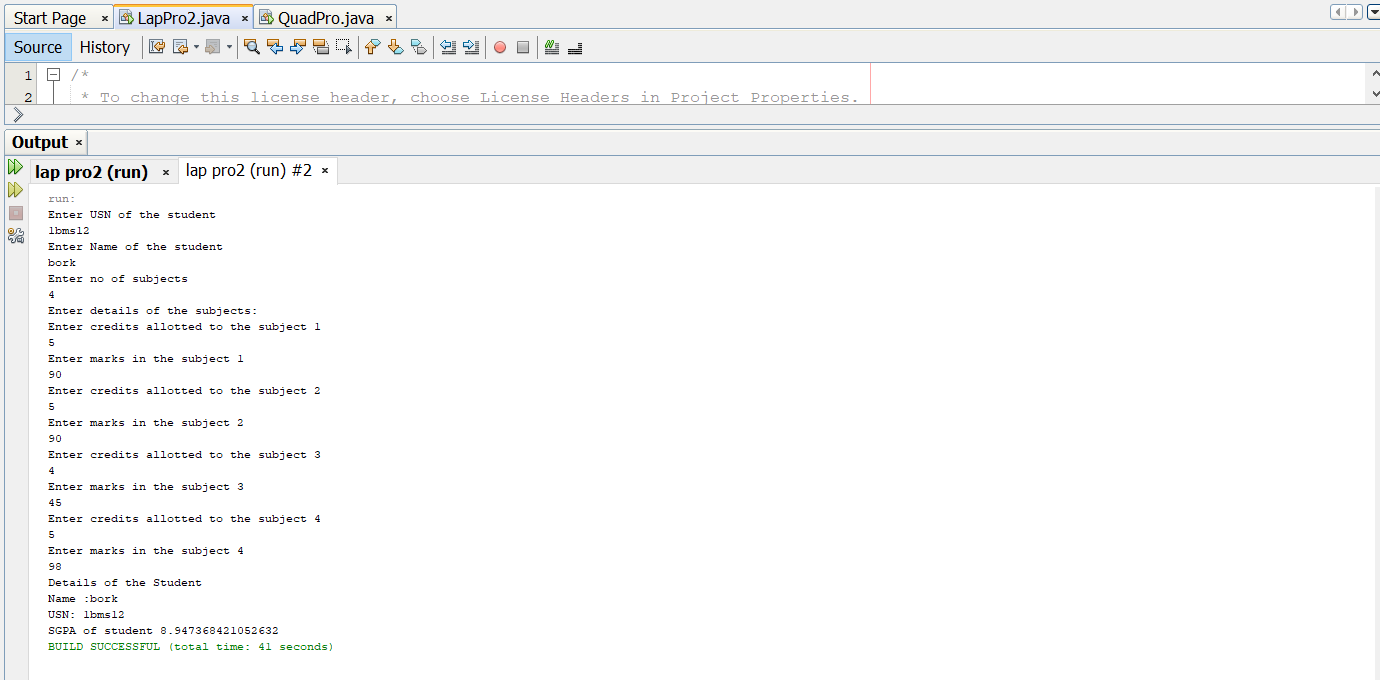 Start Page × LapPro2.java × QuadPro.java ×
Source History
1 /*
2 * To change this license header, choose License Headers in Project Properties.
Output ×
lap pro2 (run) × lap pro2 (run) #2 ×
run:
Enter USN of the student
1bms12
Enter Name of the student
bork
Enter no of subjects
4
Enter details of the subjects:
Enter credits allotted to the subject 1
5
Enter marks in the subject 1
90
Enter credits allotted to the subject 2
5
Enter marks in the subject 2
90
Enter credits allotted to the subject 3
4
Enter marks in the subject 3
45
Enter credits allotted to the subject 4
5
Enter marks in the subject 4
98
Details of the Student
Name :bork
USN: 1bms12
SGPA of student 8.947368421052632
BUILD SUCCESSFUL (total time: 41 seconds)